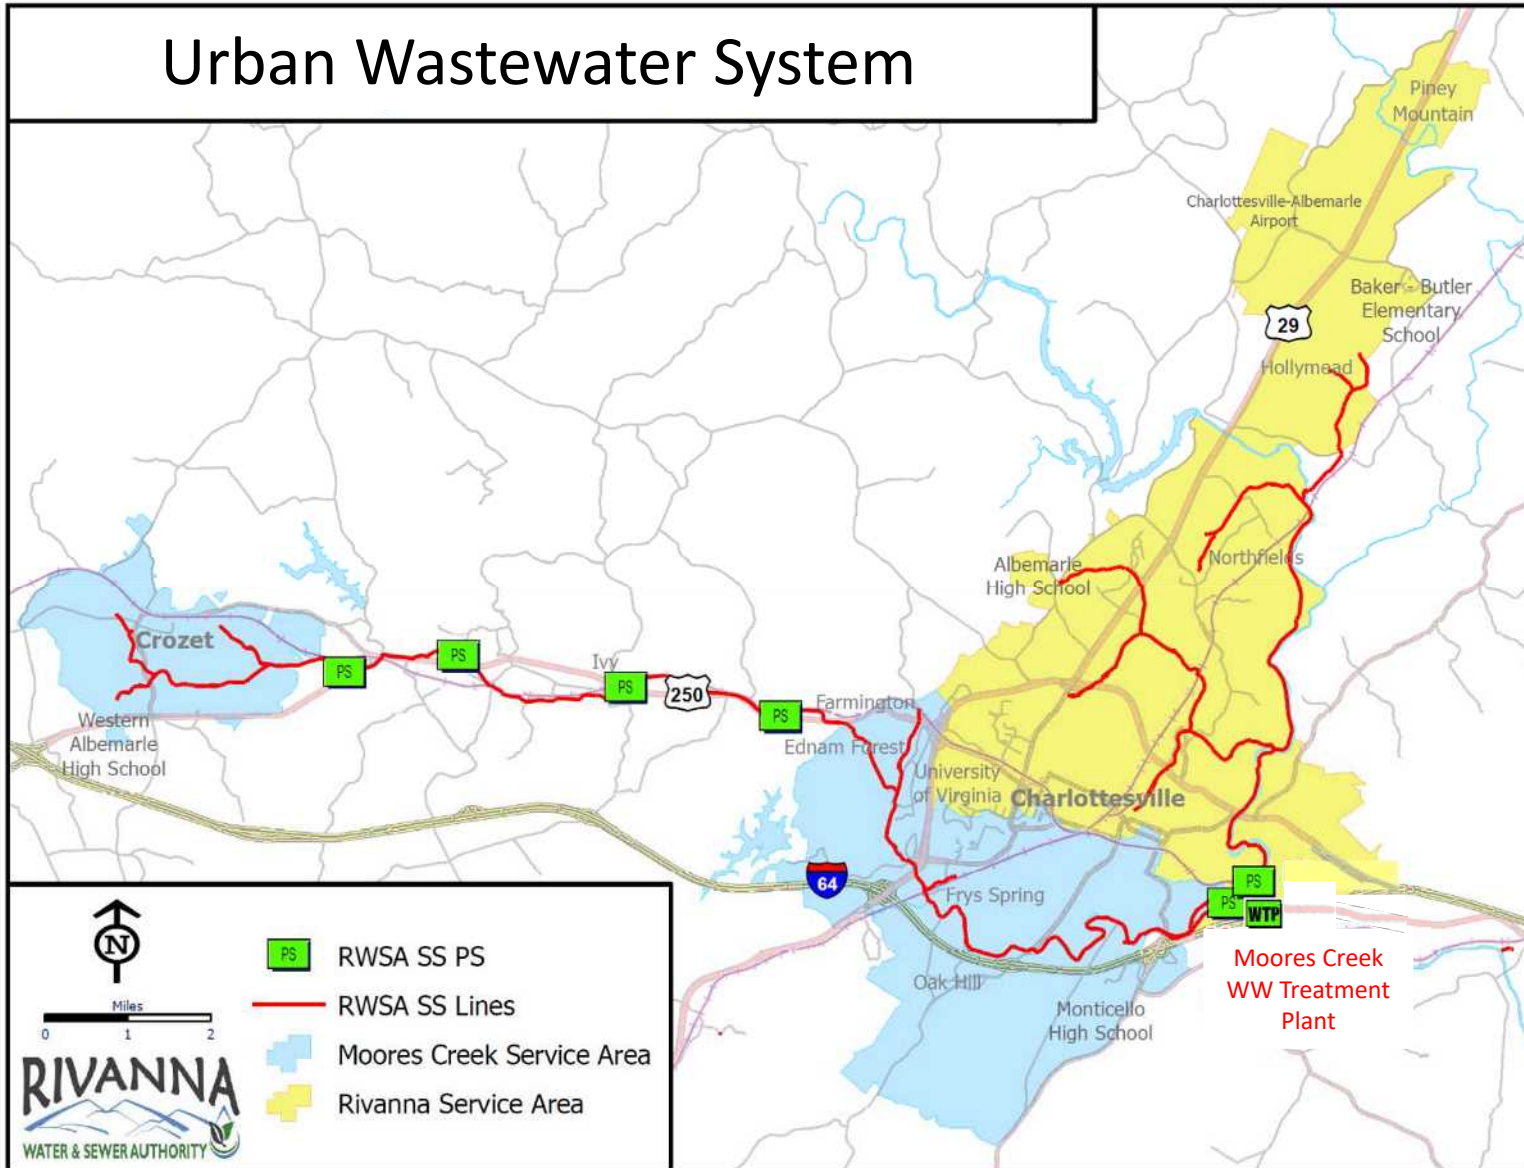 Urban Wastewater System
Piney
Mountain
Charlottesville-Albemarle
Airport
Baker - Butler
Elementary
School
29
Hollymead
Northfields
Albemarle
High School
Crozet
PS
PS
Ivy
PS
250
PS
Farmington
Ednam Forest
Western
Albemarle
High School
University
of Virginia
Charlottesville
64
Frys Spring
PS
PS
WTP
Oak Hill
Monticello
High School
Moores Creek
WW Treatment
Plant
N
Miles
0 1 2
PS RWSA SS PS
RWSA SS Lines
Moores Creek Service Area
Rivanna Service Area
RIVANNA
WATER & SEWER AUTHORITY